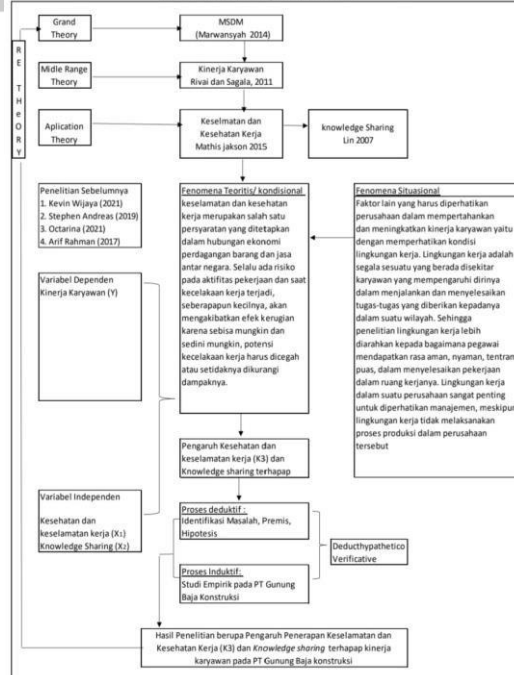 Grand
Theory
MSDM
(Marwansyah 2014)
RE THeORY
Midle Range
Theory
Kinerja Karyawan
Rivai dan Sagala, 2011
Aplication
Theory
Keselmatan dan
Kesehatan Kerja
Mathis jakson 2015
knowledge Sharing
Lin 2007
Penelitian Sebelumnya
1. Kevin Wijaya (2021)
2. Stephen Andreas (2019)
3. Octarina (2021)
4. Arif Rahman (2017)
Variabel Dependen
Kinerja Karyawan (Y)
Fenomena Teoritis/ kondisional
keselamatan dan kesehatan
kerja merupakan salah satu
persyaratan yang ditetapkan
dalam hubungan ekonomi
perdagangan barang dan jasa
antar negara. Selalu ada risiko
pada aktifitas pekerjaan dan saat
kecelakaan kerja terjadi,
seberapapun kecilnya, akan
mengakibatkan efek kerugian
karena sebisa mungkin dan
sedini mungkin, potensi
kecelakaan kerja harus dicegah
atau setidaknya dikurangi
dampaknya.
Fenomena Situasional
Faktor lain yang harus diperhatikan
perusahaan dalam mempertahankan
dan meningkatkan kinerja karyawan yaitu
dengan memperhatikan kondisi
lingkungan kerja. Lingkungan kerja adalah
segala sesuatu yang berada disekitar
karyawan yang mempengaruhi dirinya
dalam menjalankan dan menyelesaikan
tugas-tugas yang diberikan kepadanya
dalam suatu wilayah. Sehingga
penelitian lingkungan kerja lebih
diarahkan kepada bagaimana pegawai
mendapatkan rasa aman, nyaman, tentram,
puas, dalam menyelesaikan pekerjaan
dalam ruang kerjanya. Lingkungan kerja
dalam suatu perusahaan sangat penting
untuk diperhatikan manajemen, meskipun
lingkungan kerja tidak melaksanakan
proses produksi dalam perusahaan
tersebut
Pengaruh Kesehatan dan
keselamatan kerja (K3) dan
Knowledge sharing terhapap
Variabel Independen
Kesehatan dan
keselamatan kerja (X1)
Knowledge Sharing (X2)
Proses deduktif :
Identifikasi Masalah, Premis,
Hipotesis
Proses Induktif:
Studi Empirik pada PT Gunung
Baja Konstruksi
Deducthypathetico
Verificative
Hasil Penelitian berupa Pengaruh Penerapan Keselamatan dan
Kesehatan Kerja (K3) dan Knowledge sharing terhapap kinerja
karyawan pada PT Gunung Baja konstruksi